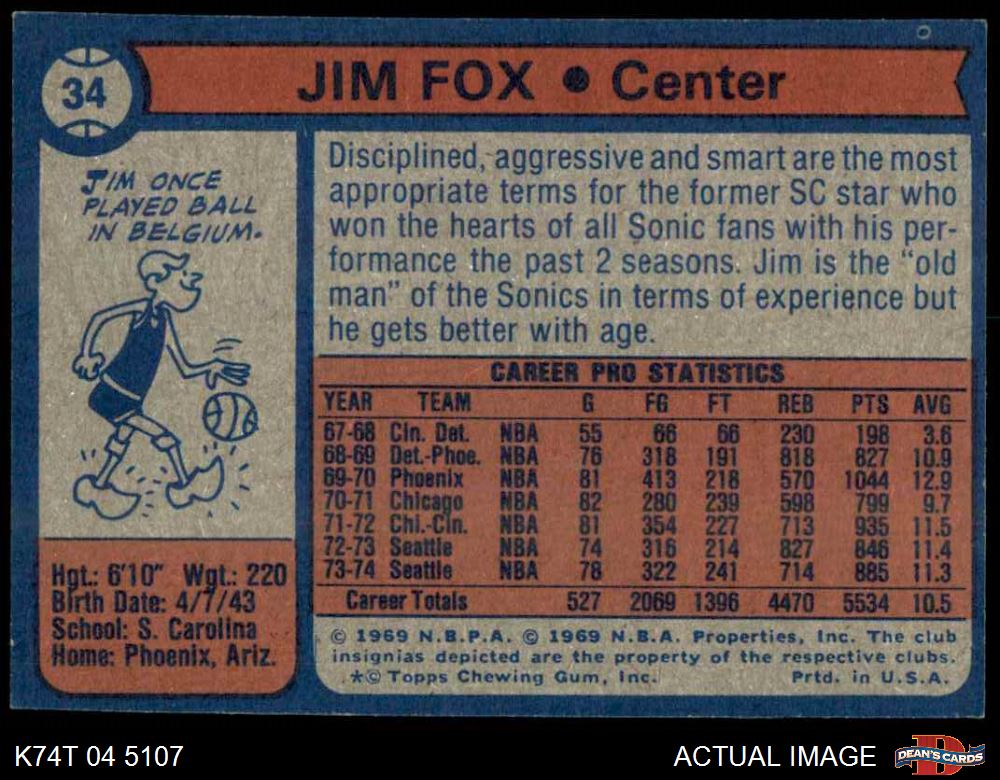 34
JIM FOX • Center
JIM ONCE
PLAYED BALL
IN BELGIUM.
Disciplined, aggressive and smart are the most
appropriate terms for the former SC star who
won the hearts of all Sonic fans with his per-
formance the past 2 seasons. Jim is the "old
man" of the Sonics in terms of experience but
he gets better with age.
CAREER PRO STATISTICS
YEAR TEAM G FG FT REB PTS AVG
67-68 Cin. Det. NBA 55 66 66 230 198 3.6
68-69 Det.-Phoe. NBA 76 318 191 818 827 10.9
69-70 Phoenix NBA 81 413 218 570 1044 12.9
70-71 Chicago NBA 82 280 239 598 799 9.7
71-72 Chi.-Cin. NBA 81 354 227 713 935 11.5
72-73 Seattle NBA 74 316 214 827 846 11.4
73-74 Seattle NBA 78 322 241 714 885 11.3
Career Totals 527 2069 1396 4470 5534 10.5
Hgt.: 6'10" Wgt.: 220
Birth Date: 4/7/43
School: S. Carolina
Home: Phoenix, Ariz.
© 1969 N.B.P.A. © 1969 N.B.A. Properties, Inc. The club
insignias depicted are the property of the respective clubs.
*© Topps Chewing Gum, Inc. Prtd. in U.S.A.
K74T 04 5107
ACTUAL IMAGE
D
DEAN'S CARDS